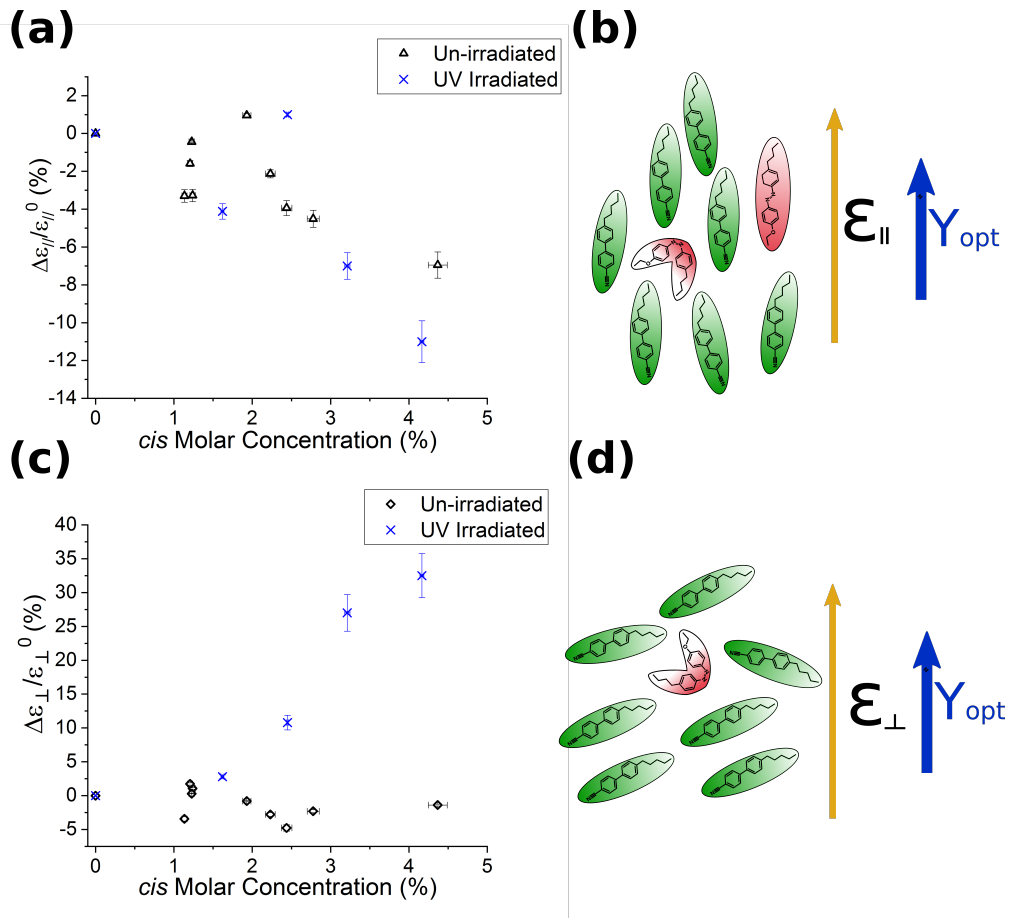 (a)
Un-irradiated
UV Irradiated
2
0
-2
-4
-6
-8
-10
-12
-14
Δε///ε//⁰ (%)
0 1 2 3 4 5
cis Molar Concentration (%)
(b)
ε∥
Yopt
(c)
Un-irradiated
UV Irradiated
40
35
30
25
20
15
10
5
0
-5
Δε⊥/ε⊥⁰ (%)
0 1 2 3 4 5
cis Molar Concentration (%)
(d)
ε⊥
Yopt